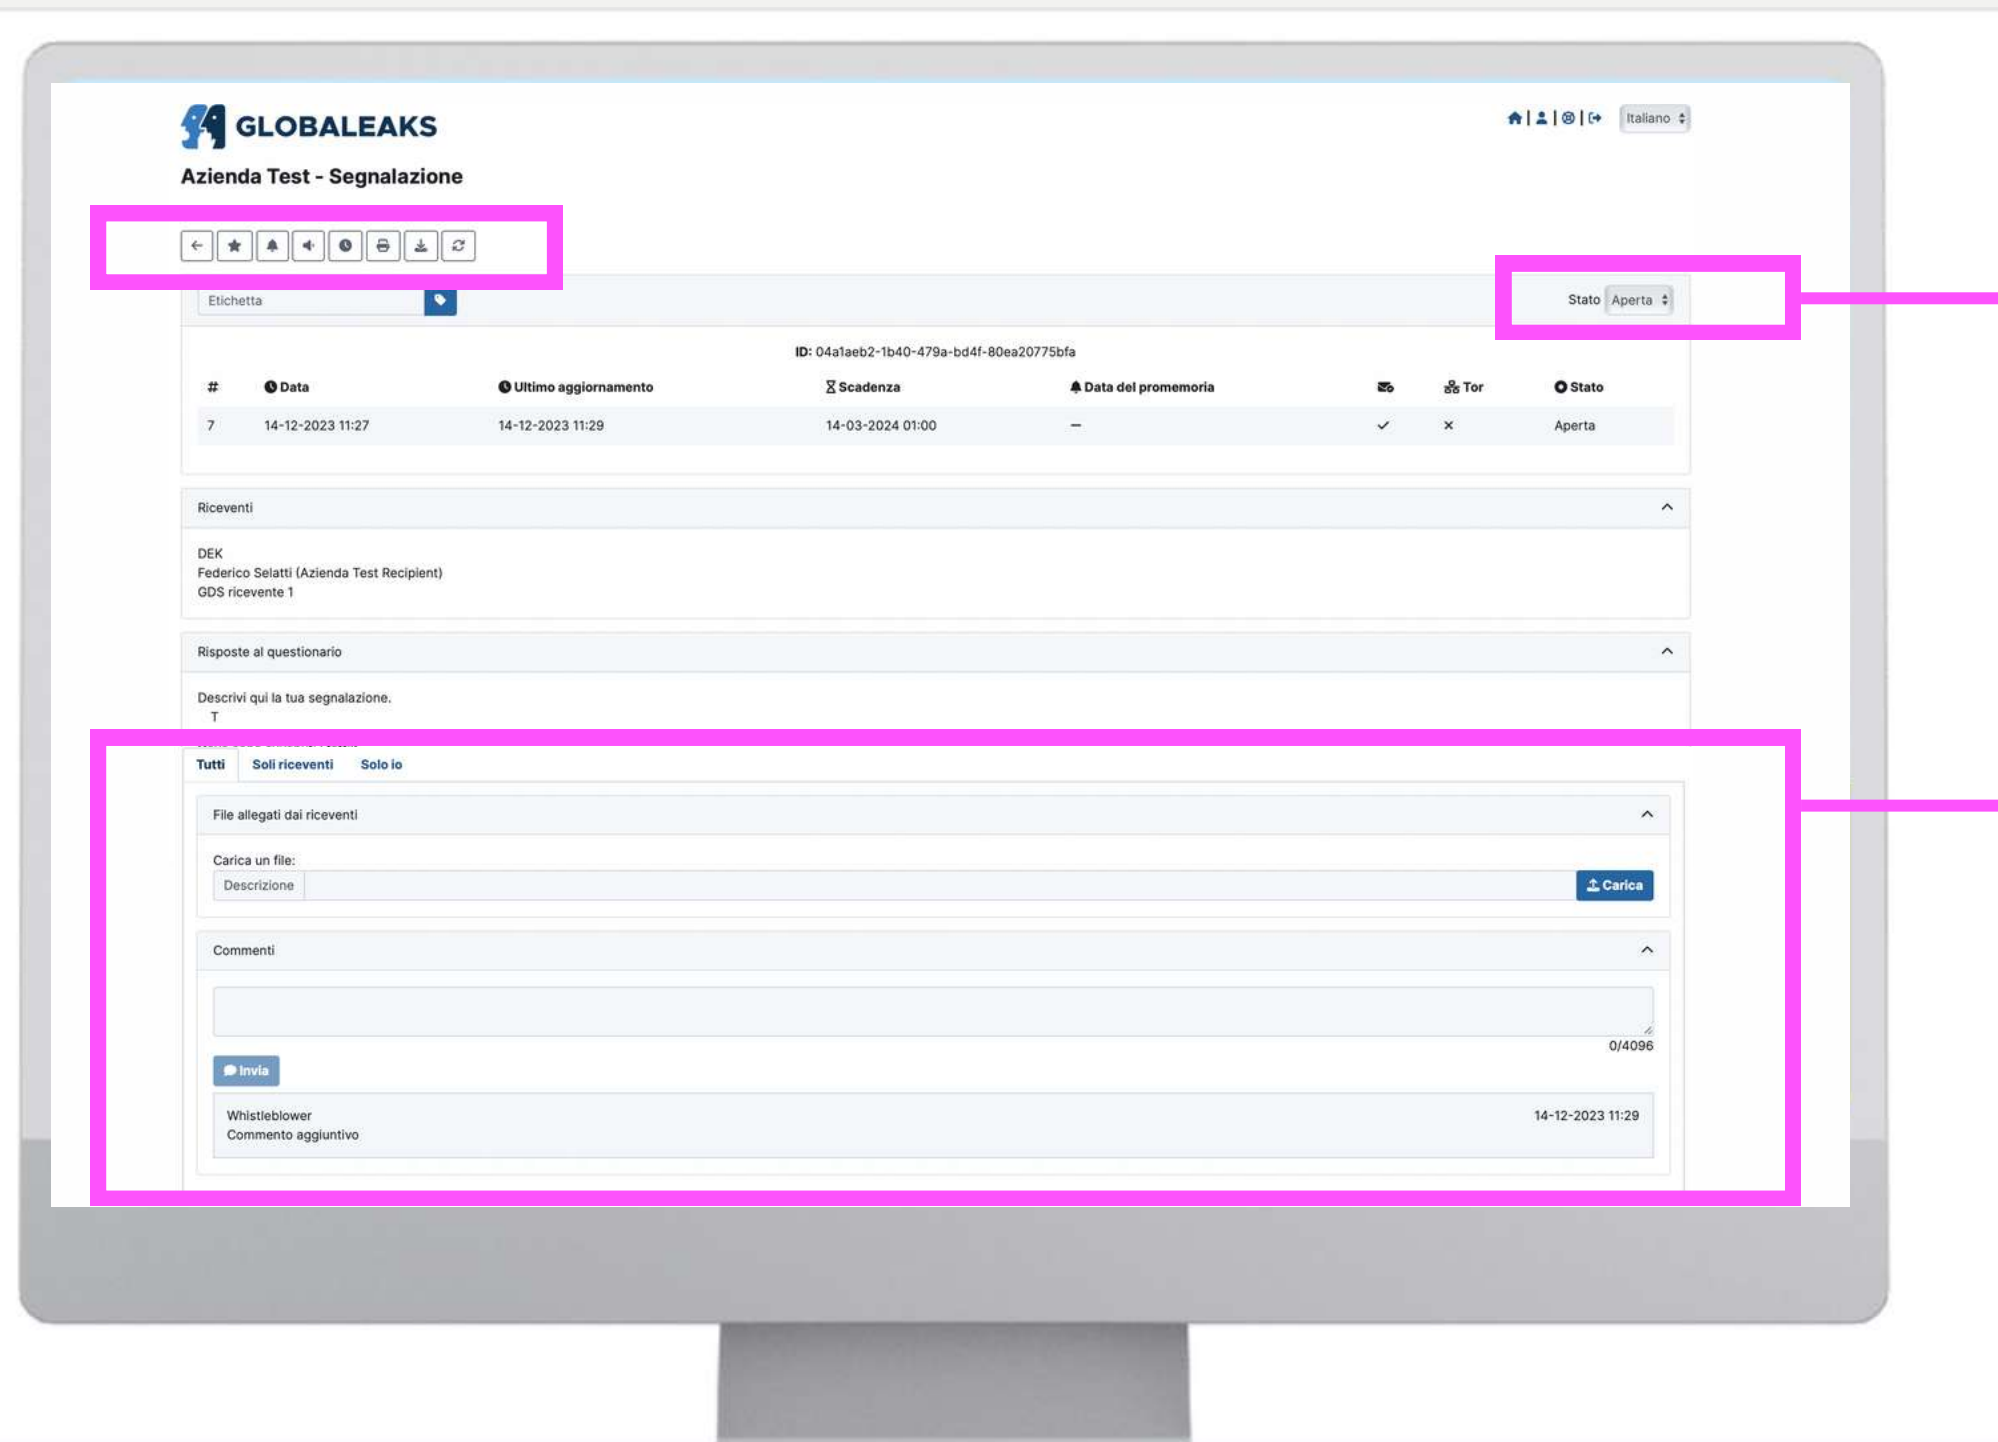 GLOBALEAKS
Italiano
Azienda Test - Segnalazione
Etichetta
Stato Aperta
ID: 04a1aeb2-1b40-479a-bd4f-80ea20775bfa
# Data Ultimo aggiornamento Scadenza Data del promemoria Tor Stato
7 14-12-2023 11:27 14-12-2023 11:29 14-03-2024 01:00 — Aperta
Riceventi
DEK
Federico Selatti (Azienda Test Recipient)
GDS ricevente 1
Risposte al questionario
Descrivi qui la tua segnalazione.
T
Tutti Soli riceventi Solo io
File allegati dai riceventi
Carica un file:
Descrizione Carica
Commenti
0/4096
Invia
Whistleblower 14-12-2023 11:29
Commento aggiuntivo